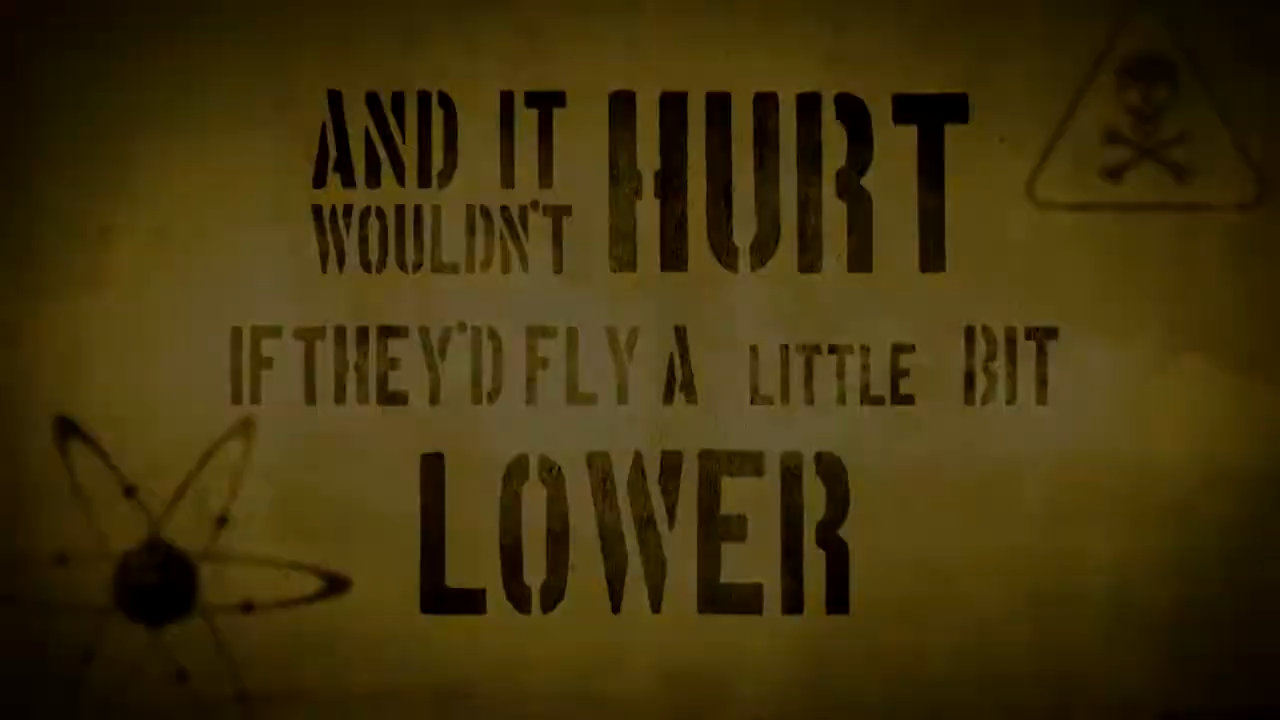 AND IT
WOULDN'T
HURT
IF THEY'D FLY A LITTLE BIT
LOWER